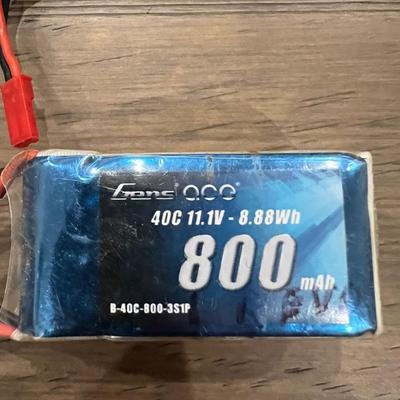 Gens ace
40C 11.1V - 8.88Wh
800 mAh
B-40C-800-3S1P